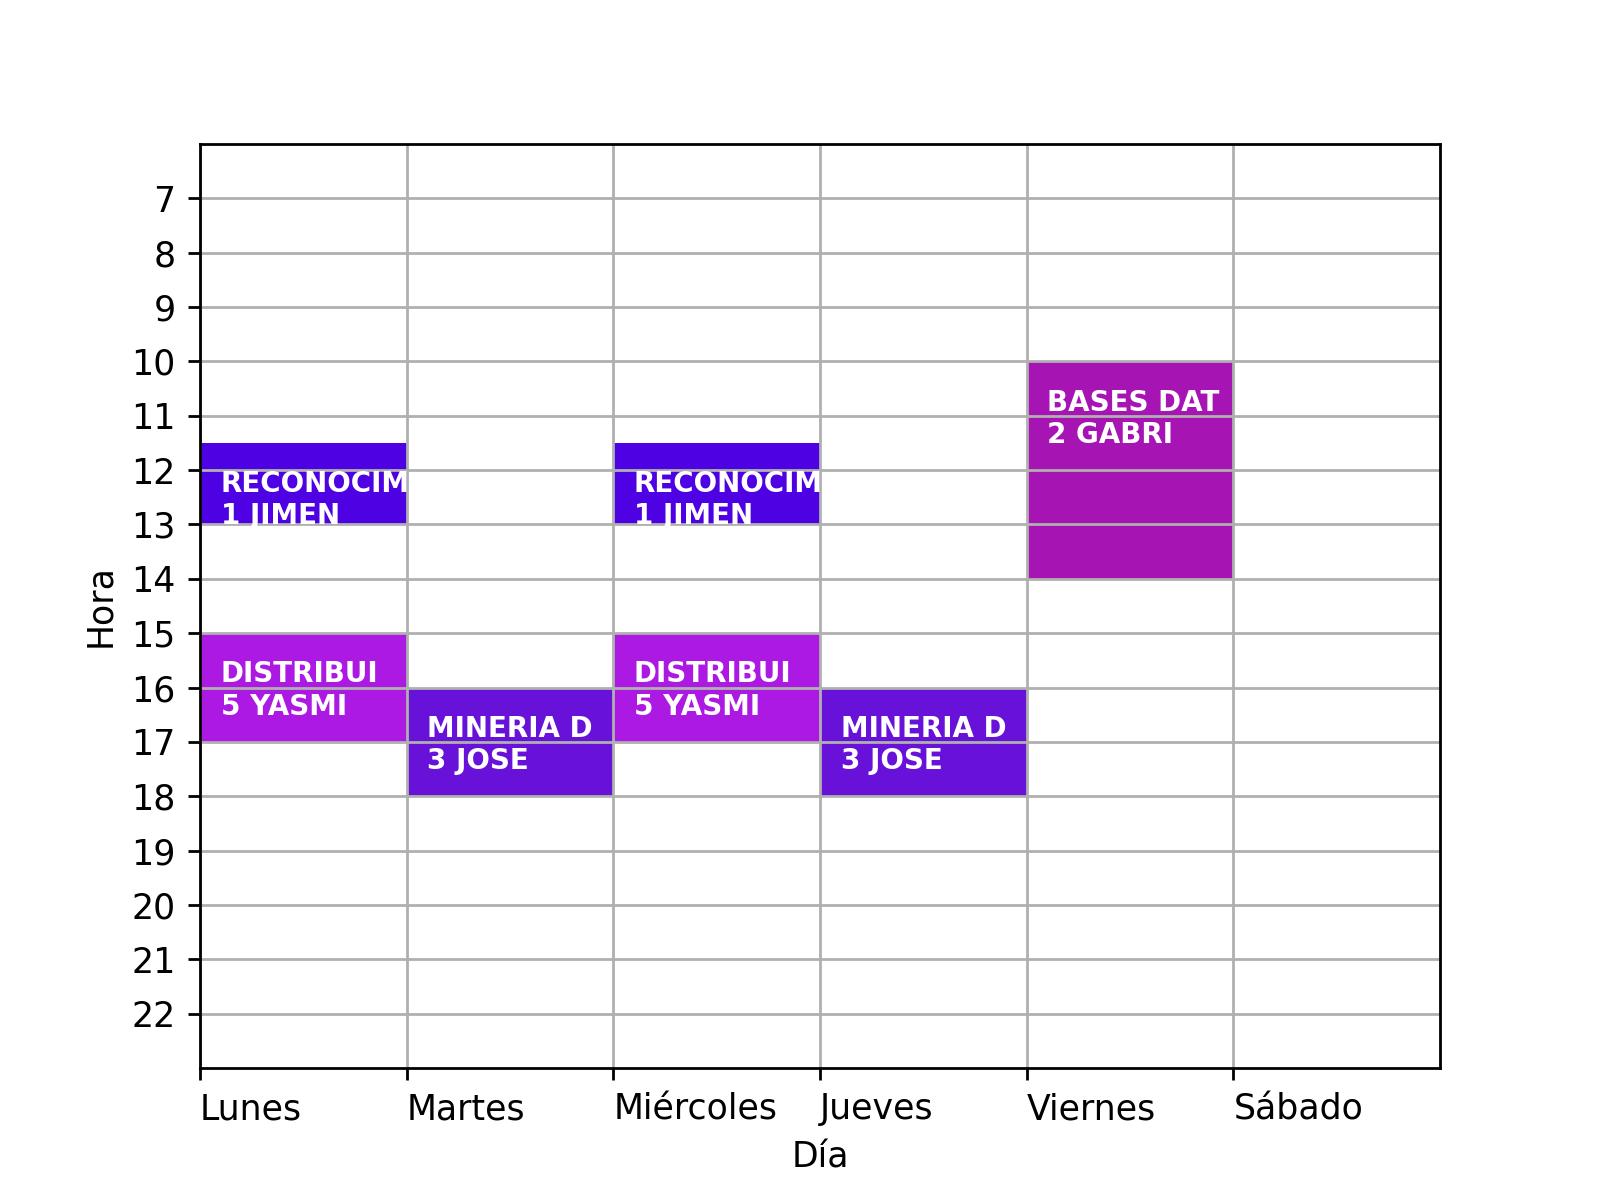 7
8
9
10
11
12
13
14
15
16
17
18
19
20
21
22
Hora
RECONOCIM
1 JIMEN
DISTRIBUI
5 YASMI
MINERIA D
3 JOSE
RECONOCIM
1 JIMEN
DISTRIBUI
5 YASMI
MINERIA D
3 JOSE
BASES DAT
2 GABRI
Lunes Martes Miércoles Jueves Viernes Sábado
Día